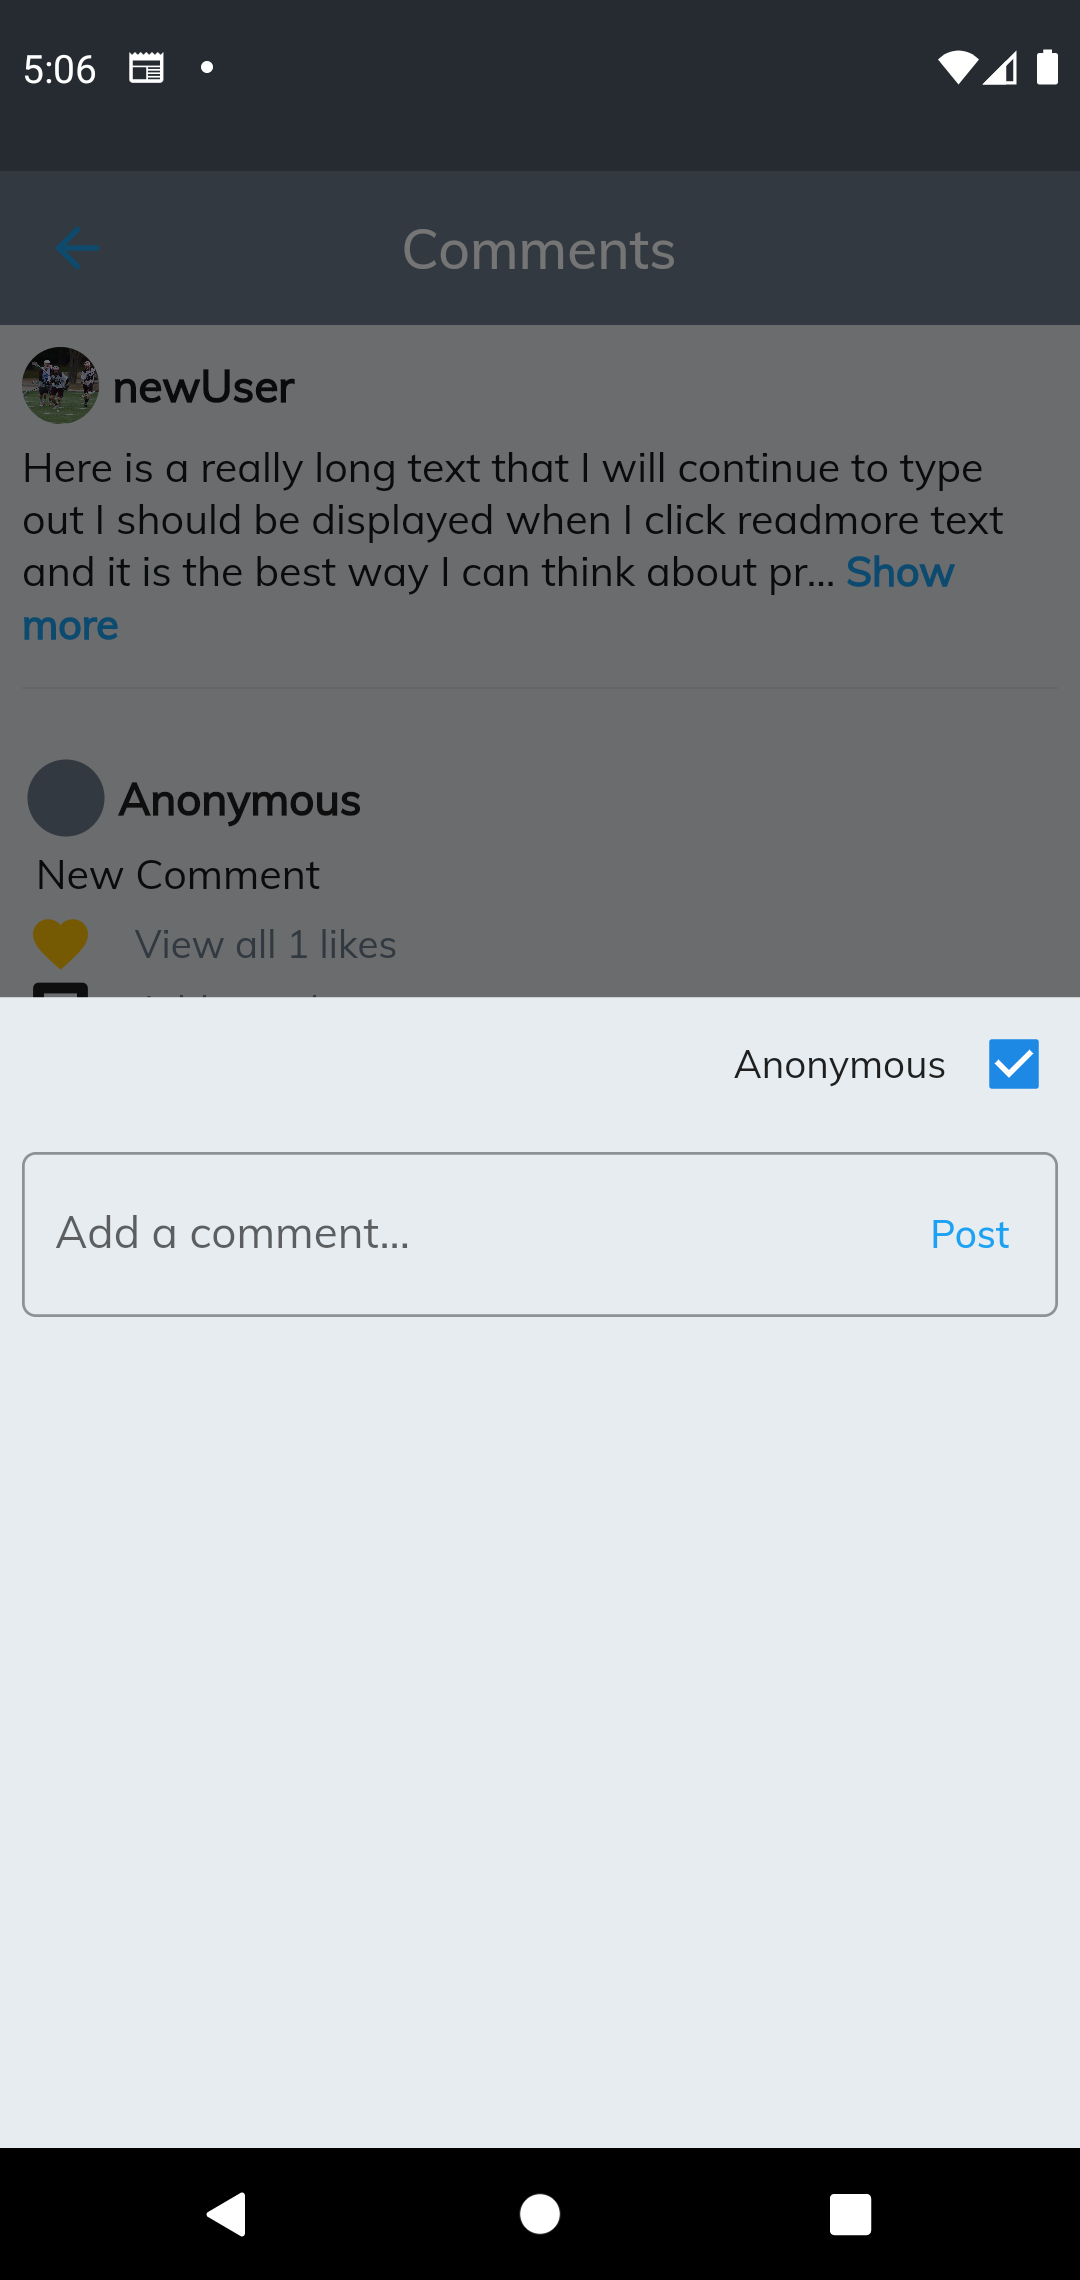 5:06
Comments
newUser
Here is a really long text that I will continue to type
out I should be displayed when I click readmore text
and it is the best way I can think about pr... Show
more
Anonymous
New Comment
View all 1 likes
Anonymous
Add a comment...
Post